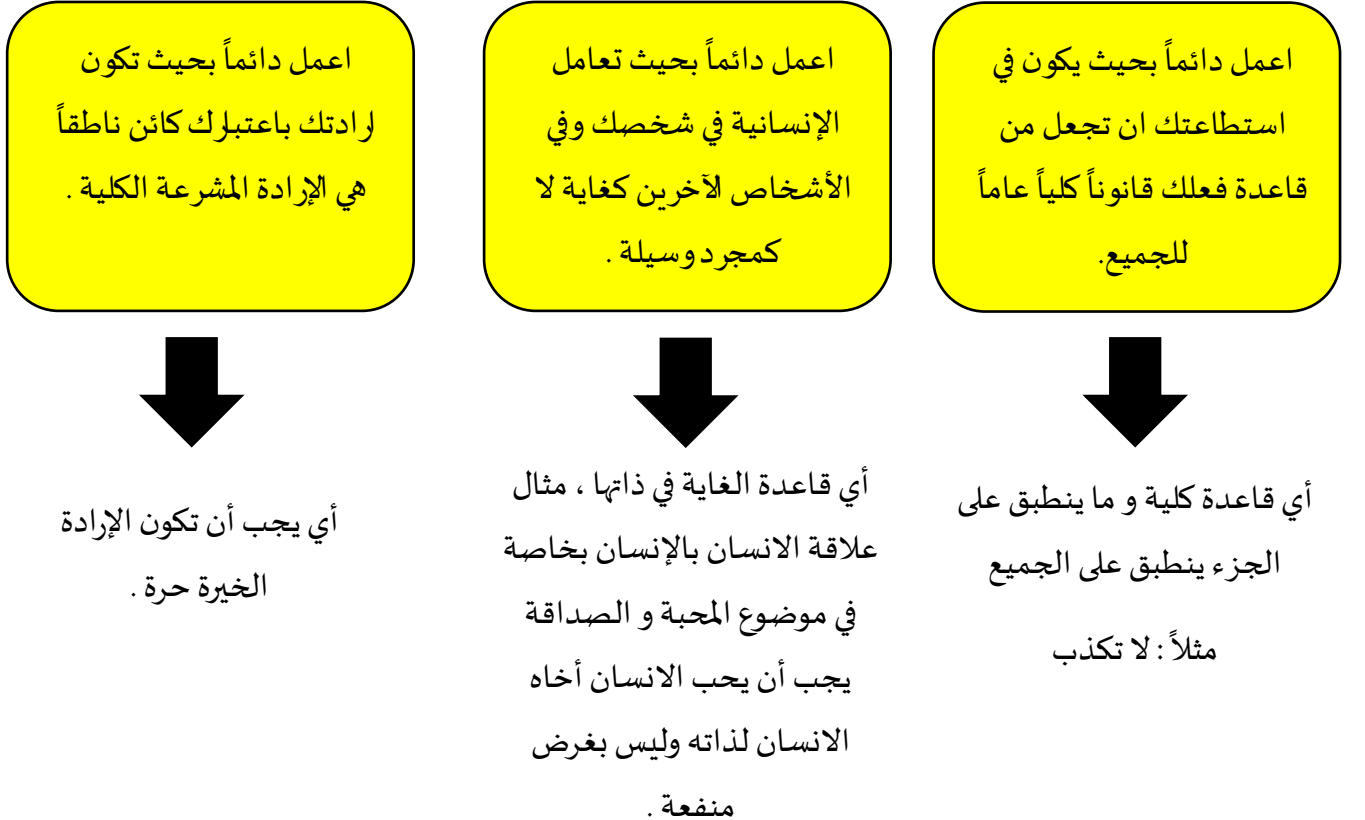 اعمل دائماً بحيث يكون في
استطاعتك ان تجعل من
قاعدة فعلك قانوناً كلياً عاماً
للجميع.
أي قاعدة كلية و ما ينطبق على
الجزء ينطبق على الجميع
مثلاً : لا تكذب
اعمل دائماً بحيث تعامل
الإنسانية في شخصك وفي
الأشخاص الآخرين كغاية لا
كمجرد وسيلة .
أي قاعدة الغاية في ذاتها ، مثال
علاقة الانسان بالإنسان بخاصة
في موضوع المحبة و الصداقة
يجب أن يحب الانسان أخاه
الانسان لذاته وليس بغرض
منفعة .
اعمل دائماً بحيث تكون
ارادتك باعتبارك كائن ناطقاً
هي الإرادة المشرعة الكلية .
أي يجب أن تكون الإرادة
الخيرة حرة .